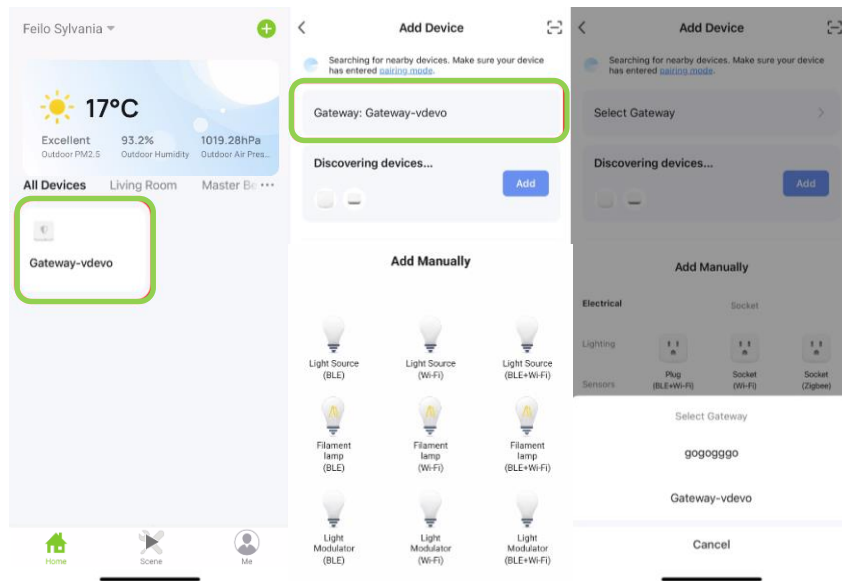 Feilo Sylvania
17°C
Excellent 93.2% 1019.28hPa
Outdoor PM2.5 Outdoor Humidity Outdoor Air Pres...
All Devices Living Room Master Be ···
Gateway-vdevo
Home Scene Me
Add Device
Searching for nearby devices. Make sure your device
has entered pairing mode.
Gateway: Gateway-vdevo
Discovering devices...
Add
Add Manually
Light Source
(BLE)
Light Source
(Wi-Fi)
Light Source
(BLE+Wi-Fi)
Filament
lamp
(BLE)
Filament
lamp
(Wi-Fi)
Filament
lamp
(BLE+Wi-Fi)
Light
Modulator
(BLE)
Light
Modulator
(Wi-Fi)
Light
Modulator
(BLE+Wi-Fi)
Add Device
Searching for nearby devices. Make sure your device
has entered pairing mode.
Select Gateway
Discovering devices...
Add
Add Manually
Electrical
Socket
Lighting
Plug
(BLE+Wi-Fi)
Socket
(Wi-Fi)
Socket
(Zigbee)
Sensors
Select Gateway
gogogggo
Gateway-vdevo
Cancel